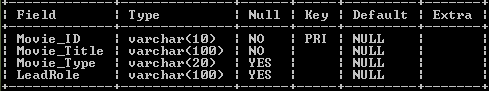 | Field | Type | Null | Key | Default | Extra |
| Movie_ID | varchar(10) | NO | PRI | NULL | |
| Movie_Title | varchar(100) | NO | | NULL | |
| Movie_Type | varchar(20) | YES | | NULL | |
| LeadRole | varchar(100) | YES | | NULL | |